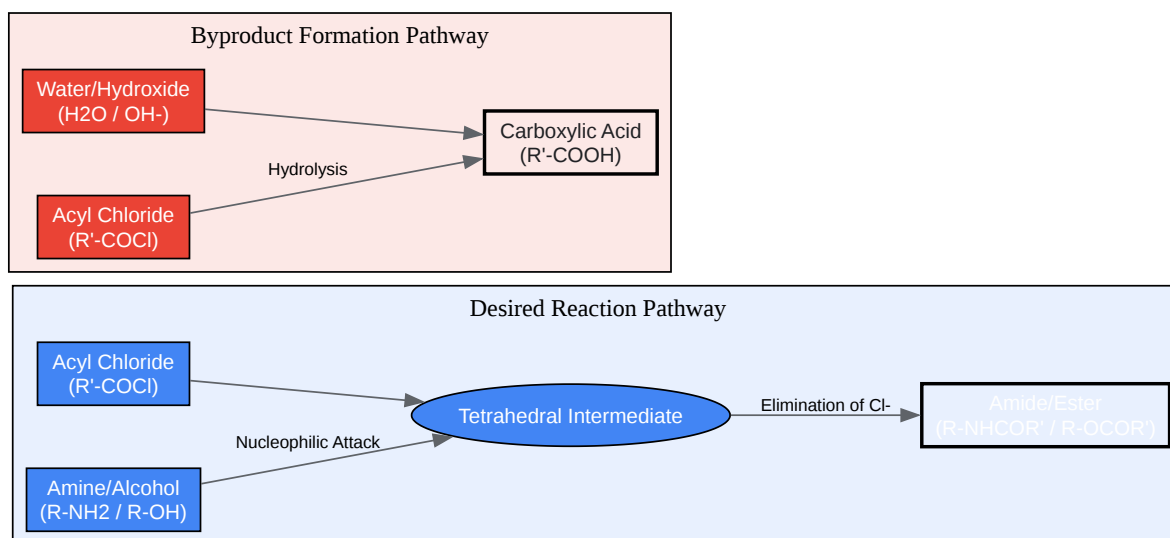 Byproduct Formation Pathway
Water/Hydroxide
(H2O / OH-)
Carboxylic Acid
(R'-COOH)
Hydrolysis
Acyl Chloride
(R'-COCl)
Desired Reaction Pathway
Acyl Chloride
(R'-COCl)
Tetrahedral Intermediate
Elimination of Cl-
Amide/Ester
(R-NHCOR' / R-OCOR')
Nucleophilic Attack
Amine/Alcohol
(R-NH2 / R-OH)